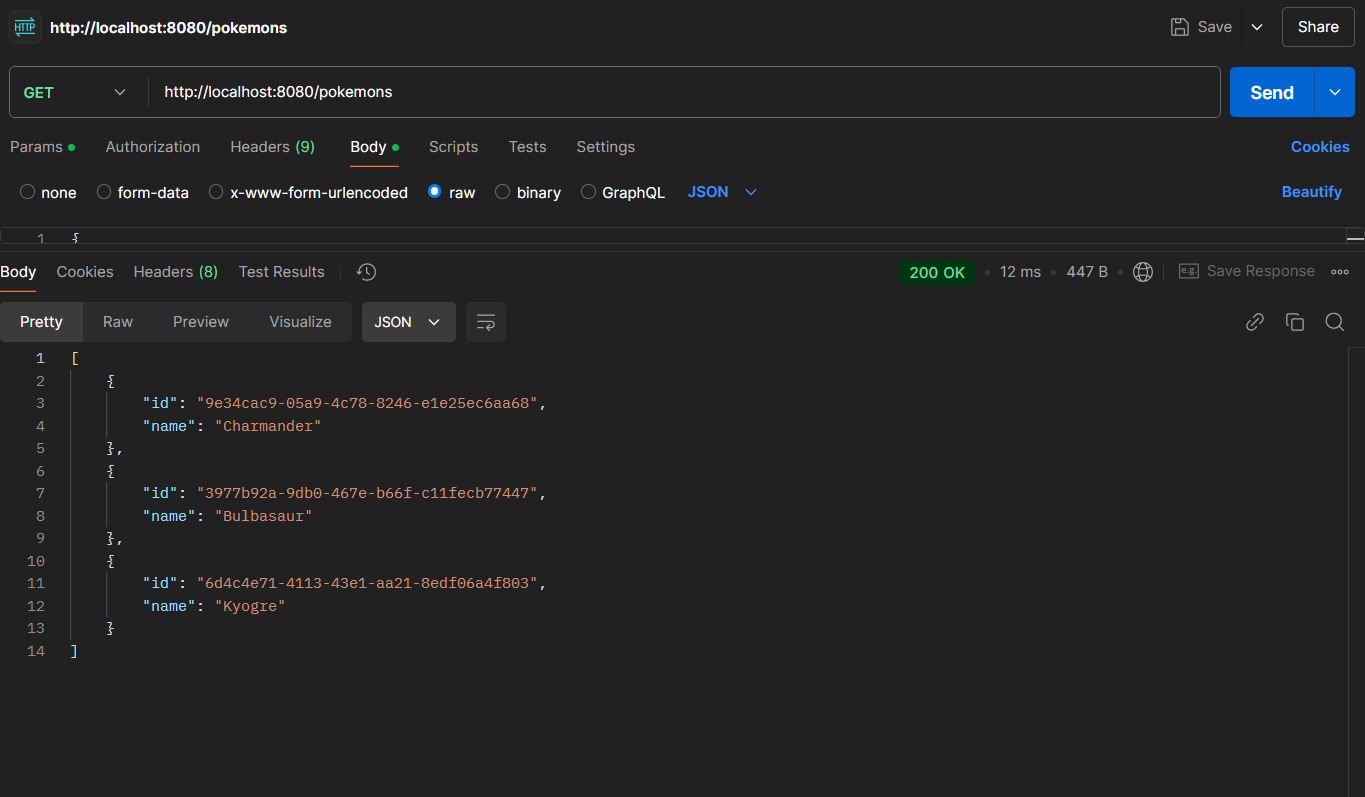 HTTP http://localhost:8080/pokemons Save Share
GET http://localhost:8080/pokemons Send
Params Authorization Headers (9) Body Scripts Tests Settings Cookies
none form-data x-www-form-urlencoded raw binary GraphQL JSON Beautify
1 {
Body Cookies Headers (8) Test Results 200 OK • 12 ms • 447 B • e.g. Save Response
Pretty Raw Preview Visualize JSON
1 [
2 {
3 "id": "9e34cac9-05a9-4c78-8246-e1e25ec6aa68",
4 "name": "Charmander"
5 },
6 {
7 "id": "3977b92a-9db0-467e-b66f-c11fecb77447",
8 "name": "Bulbasaur"
9 },
10 {
11 "id": "6d4c4e71-4113-43e1-aa21-8edf06a4f803",
12 "name": "Kyogre"
13 }
14 ]